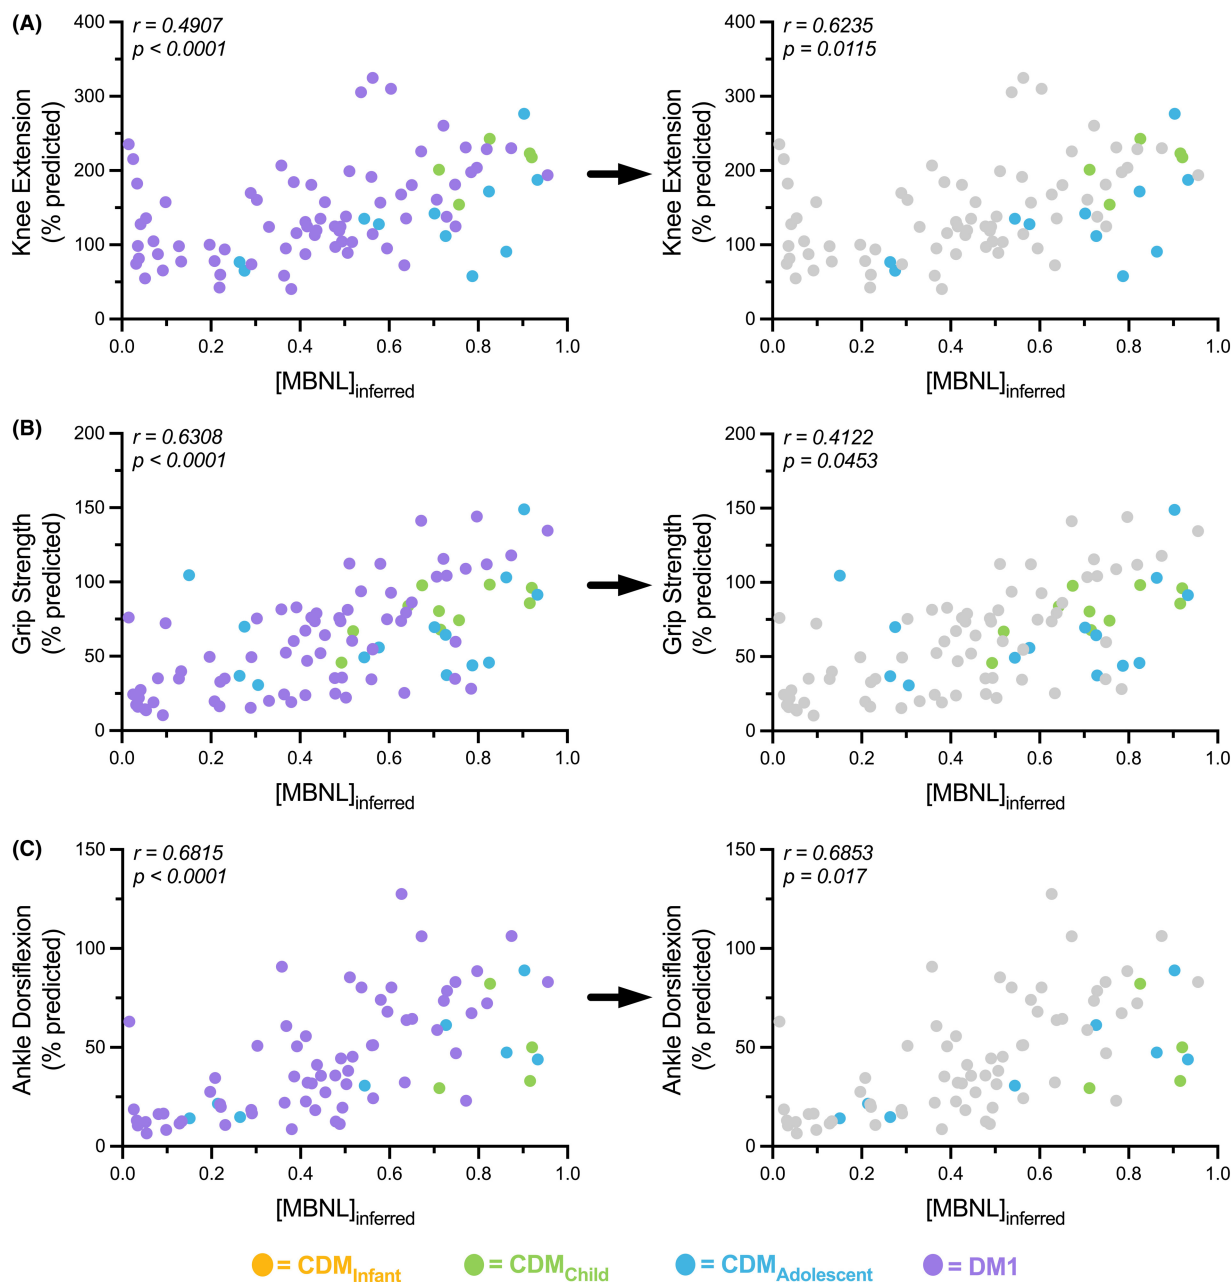 (A)
r = 0.4907
p < 0.0001
Knee Extension
(% predicted)
400
300
200
100
0
0.0 0.2 0.4 0.6 0.8 1.0
[MBNL]inferred
r = 0.6235
p = 0.0115
Knee Extension
(% predicted)
400
300
200
100
0
0.0 0.2 0.4 0.6 0.8 1.0
[MBNL]inferred
(B)
r = 0.6308
p < 0.0001
Grip Strength
(% predicted)
200
150
100
50
0
0.0 0.2 0.4 0.6 0.8 1.0
[MBNL]inferred
r = 0.4122
p = 0.0453
Grip Strength
(% predicted)
200
150
100
50
0
0.0 0.2 0.4 0.6 0.8 1.0
[MBNL]inferred
(C)
r = 0.6815
p < 0.0001
Ankle Dorsiflexion
(% predicted)
150
100
50
0
0.0 0.2 0.4 0.6 0.8 1.0
[MBNL]inferred
r = 0.6853
p = 0.017
Ankle Dorsiflexion
(% predicted)
150
100
50
0
0.0 0.2 0.4 0.6 0.8 1.0
[MBNL]inferred
= CDMInfant = CDMChild = CDMAdolescent = DM1